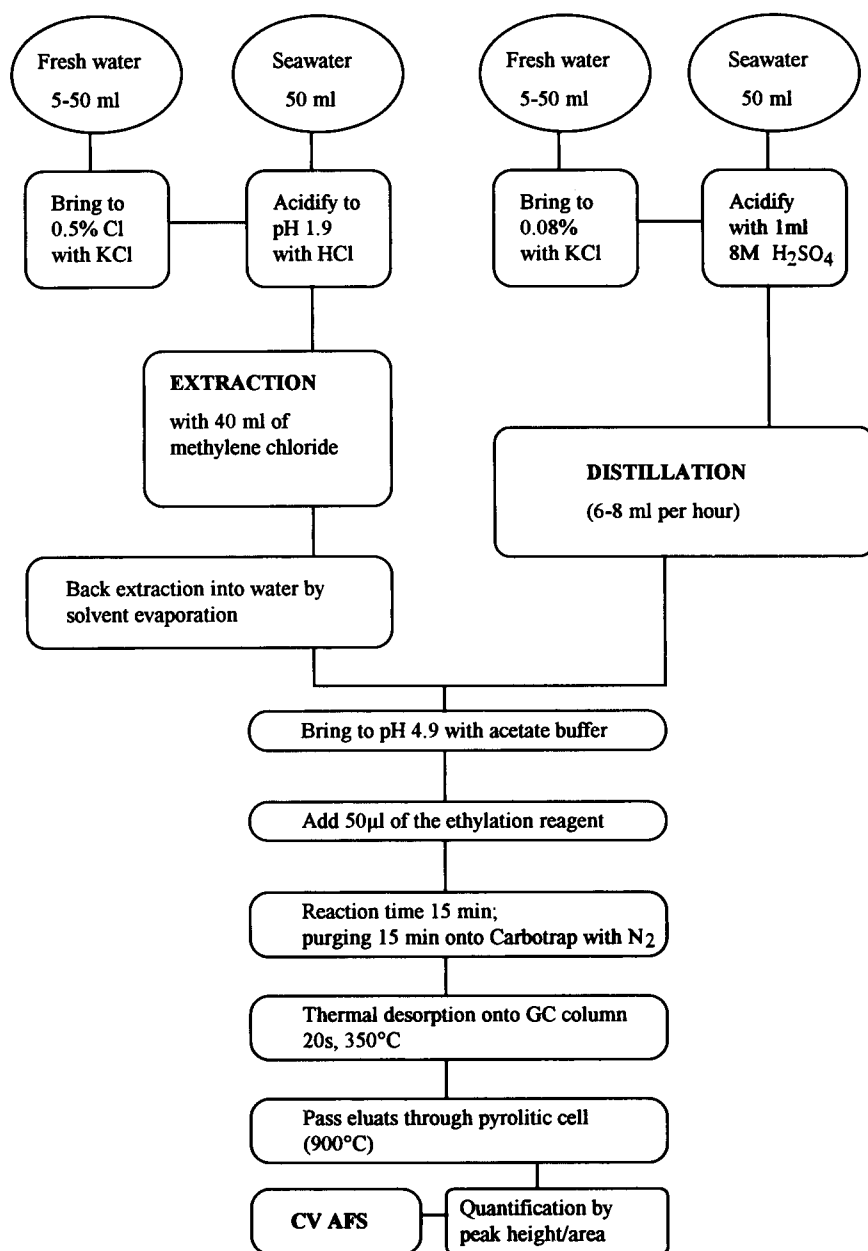 Fresh water
5-50 ml
Seawater
50 ml
Fresh water
5-50 ml
Seawater
50 ml
Bring to
0.5% Cl
with KCl
Acidify to
pH 1.9
with HCl
Bring to
0.08%
with KCl
Acidify
with 1ml
8M H₂SO₄
EXTRACTION
with 40 ml of
methylene chloride
DISTILLATION
(6-8 ml per hour)
Back extraction into water by
solvent evaporation
Bring to pH 4.9 with acetate buffer
Add 50µl of the ethylation reagent
Reaction time 15 min;
purging 15 min onto Carbotrap with N₂
Thermal desorption onto GC column
20s, 350°C
Pass eluats through pyrolitic cell
(900°C)
CV AFS
Quantification by
peak height/area